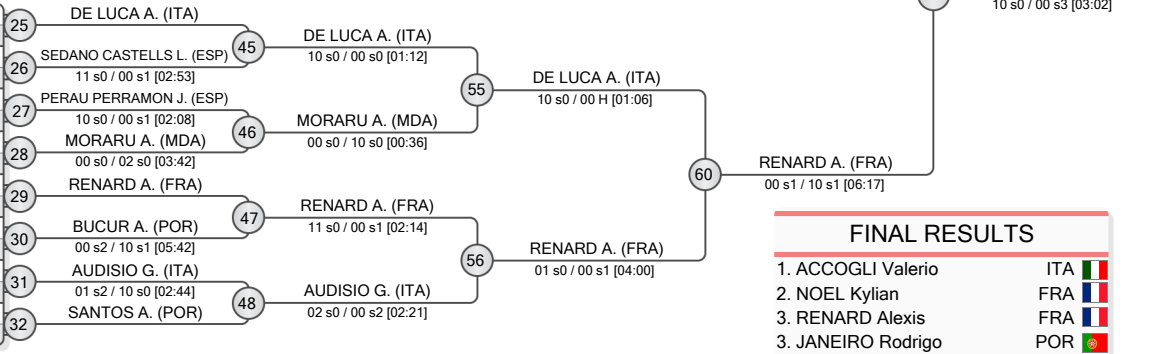 10 s0 / 00 s3 [03:02]
25
DE LUCA A. (ITA)
26
SEDANO CASTELLS L. (ESP)
11 s0 / 00 s1 [02:53]
45
DE LUCA A. (ITA)
10 s0 / 00 s0 [01:12]
27
PERAU PERRAMON J. (ESP)
10 s0 / 00 s1 [02:08]
28
MORARU A. (MDA)
00 s0 / 02 s0 [03:42]
46
MORARU A. (MDA)
00 s0 / 10 s0 [00:36]
55
DE LUCA A. (ITA)
10 s0 / 00 H [01:06]
29
RENARD A. (FRA)
30
BUCUR A. (POR)
00 s2 / 10 s1 [05:42]
47
RENARD A. (FRA)
11 s0 / 00 s1 [02:14]
31
AUDISIO G. (ITA)
01 s2 / 10 s0 [02:44]
32
SANTOS A. (POR)
48
AUDISIO G. (ITA)
02 s0 / 00 s2 [02:21]
56
RENARD A. (FRA)
01 s0 / 00 s1 [04:00]
60
RENARD A. (FRA)
00 s1 / 10 s1 [06:17]
FINAL RESULTS
1. ACCOGLI Valerio ITA
2. NOEL Kylian FRA
3. RENARD Alexis FRA
3. JANEIRO Rodrigo POR